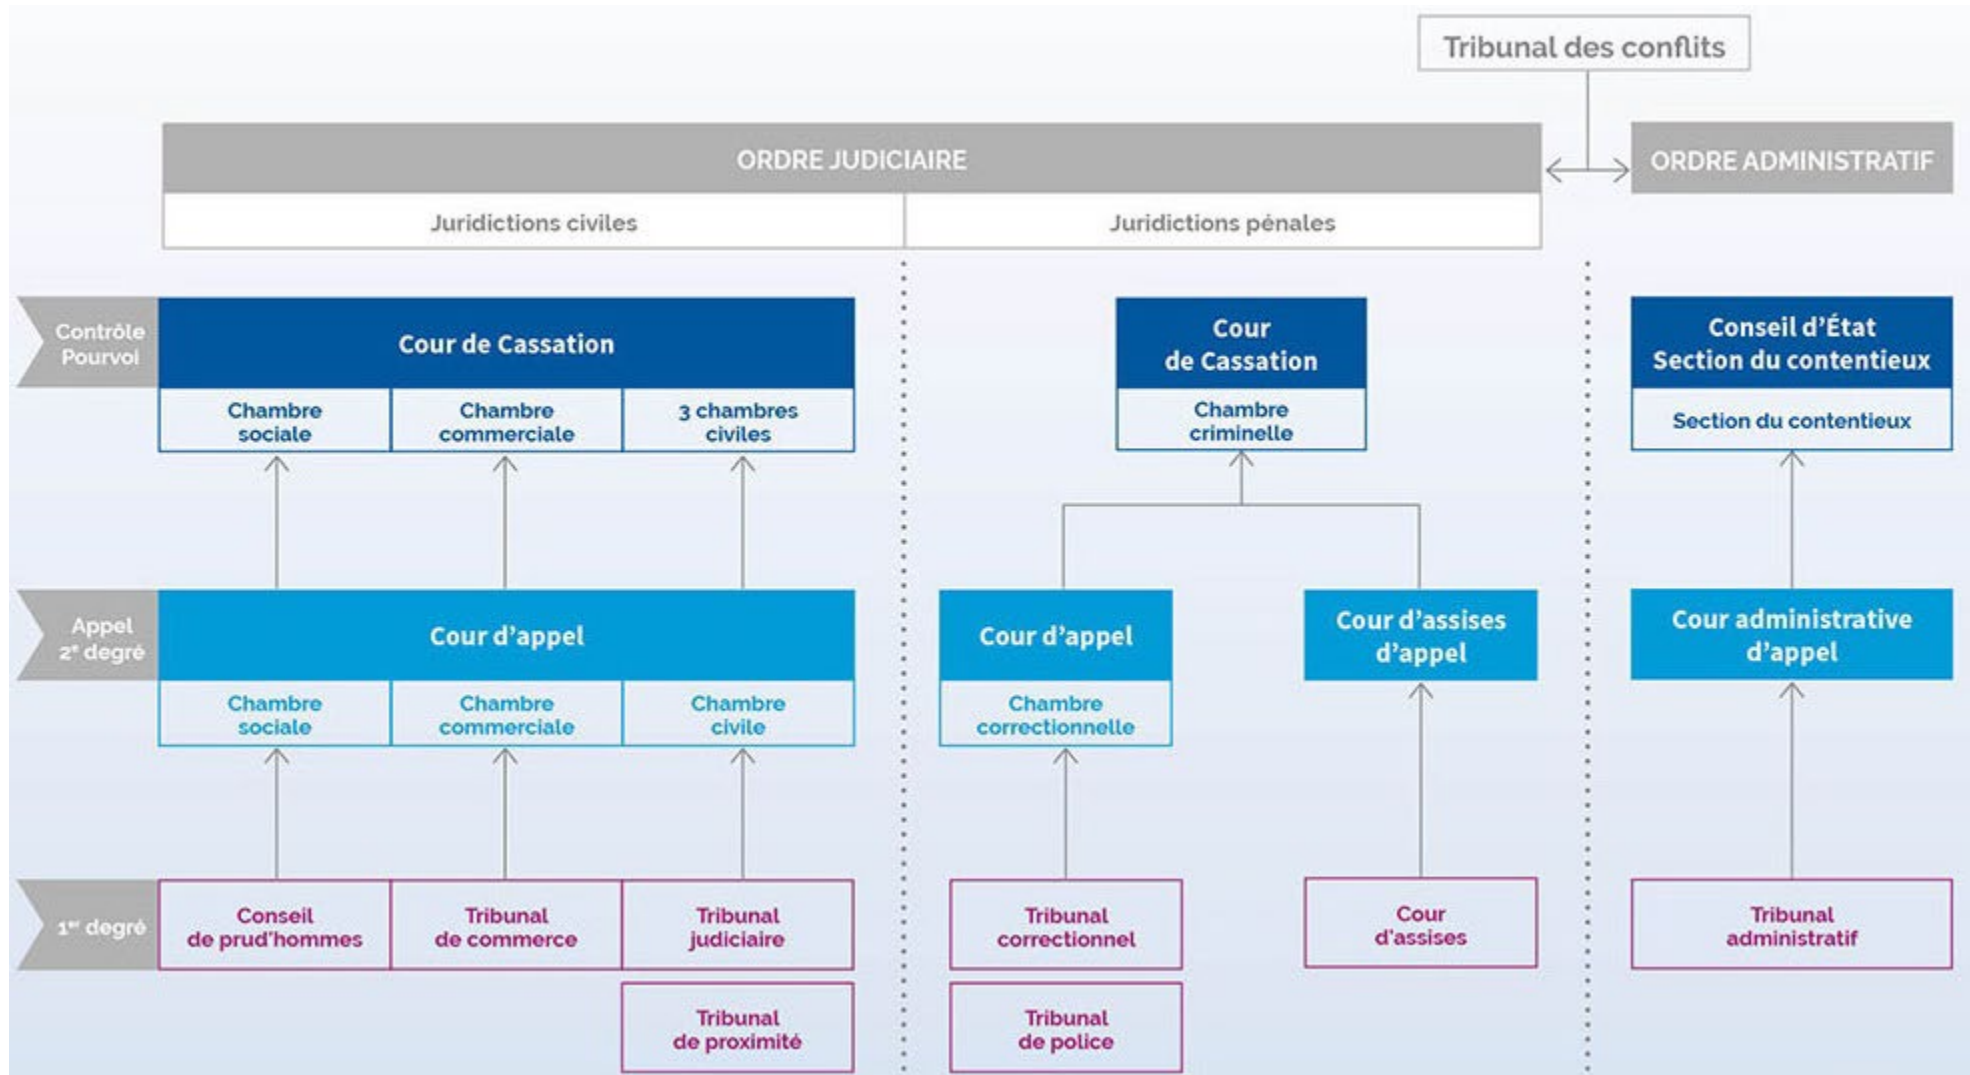 Tribunal des conflits
ORDRE JUDICIAIRE
ORDRE ADMINISTRATIF
Juridictions civiles
Juridictions pénales
Contrôle
Pourvoi
Cour de Cassation
Cour
de Cassation
Conseil d'État
Section du contentieux
Chambre
sociale
Chambre
commerciale
3 chambres
civiles
Chambre
criminelle
Section du contentieux
Appel
2e degré
Cour d'appel
Cour d'appel
Cour d'assises
d'appel
Cour administrative
d'appel
Chambre
sociale
Chambre
commerciale
Chambre
civile
Chambre
correctionnelle
1er degré
Conseil
de prud'hommes
Tribunal
de commerce
Tribunal
judiciaire
Tribunal
correctionnel
Cour
d'assises
Tribunal
administratif
Tribunal
de proximité
Tribunal
de police